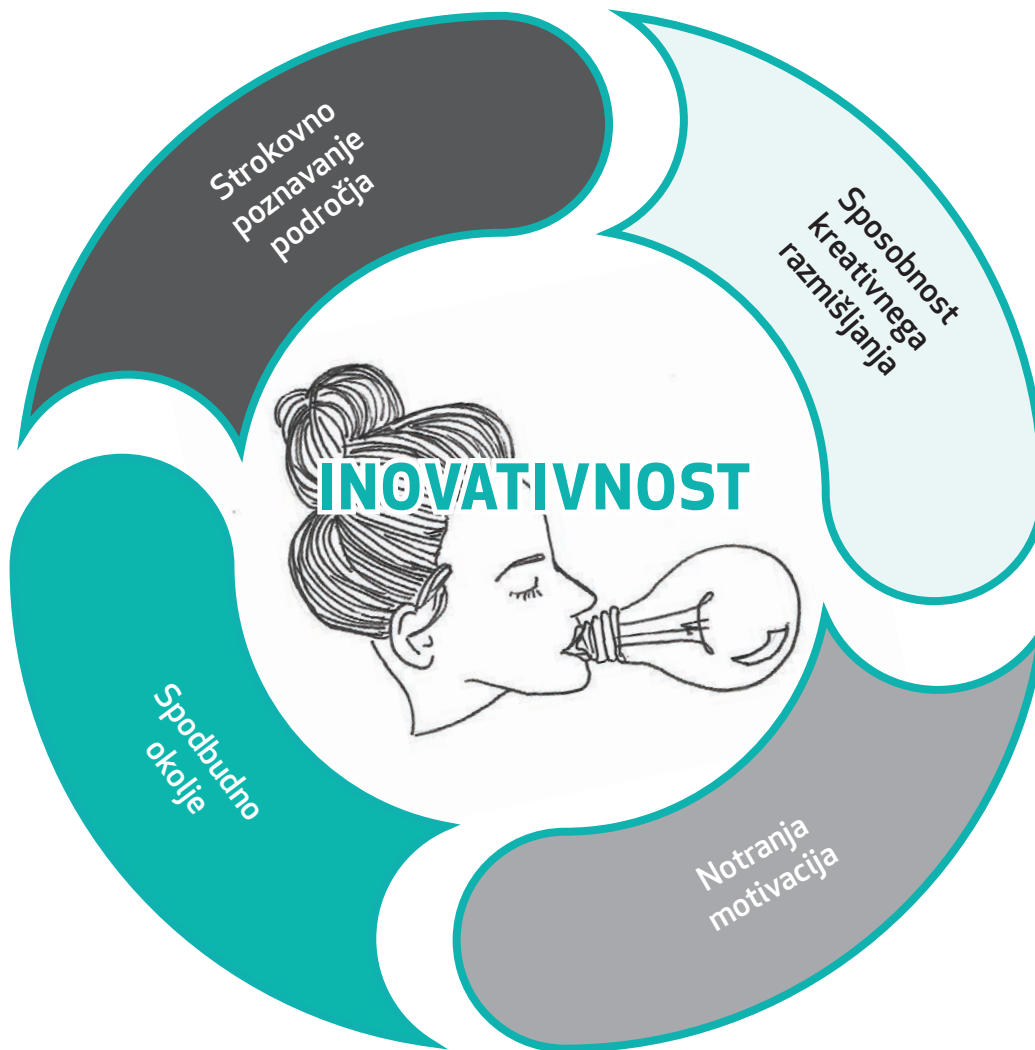 Strokovno
poznavanje
področja
Sposobnost
kreativnega
razmišljanja
INOVATIVNOST
Spodbudno
okolje
Notranja
motivacija